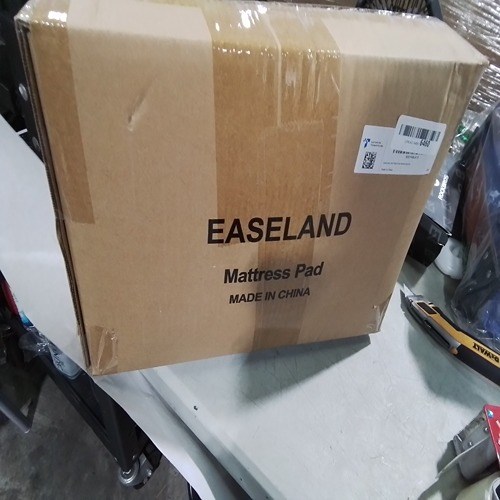 EASELAND
Mattress Pad
MADE IN CHINA
DEWALT